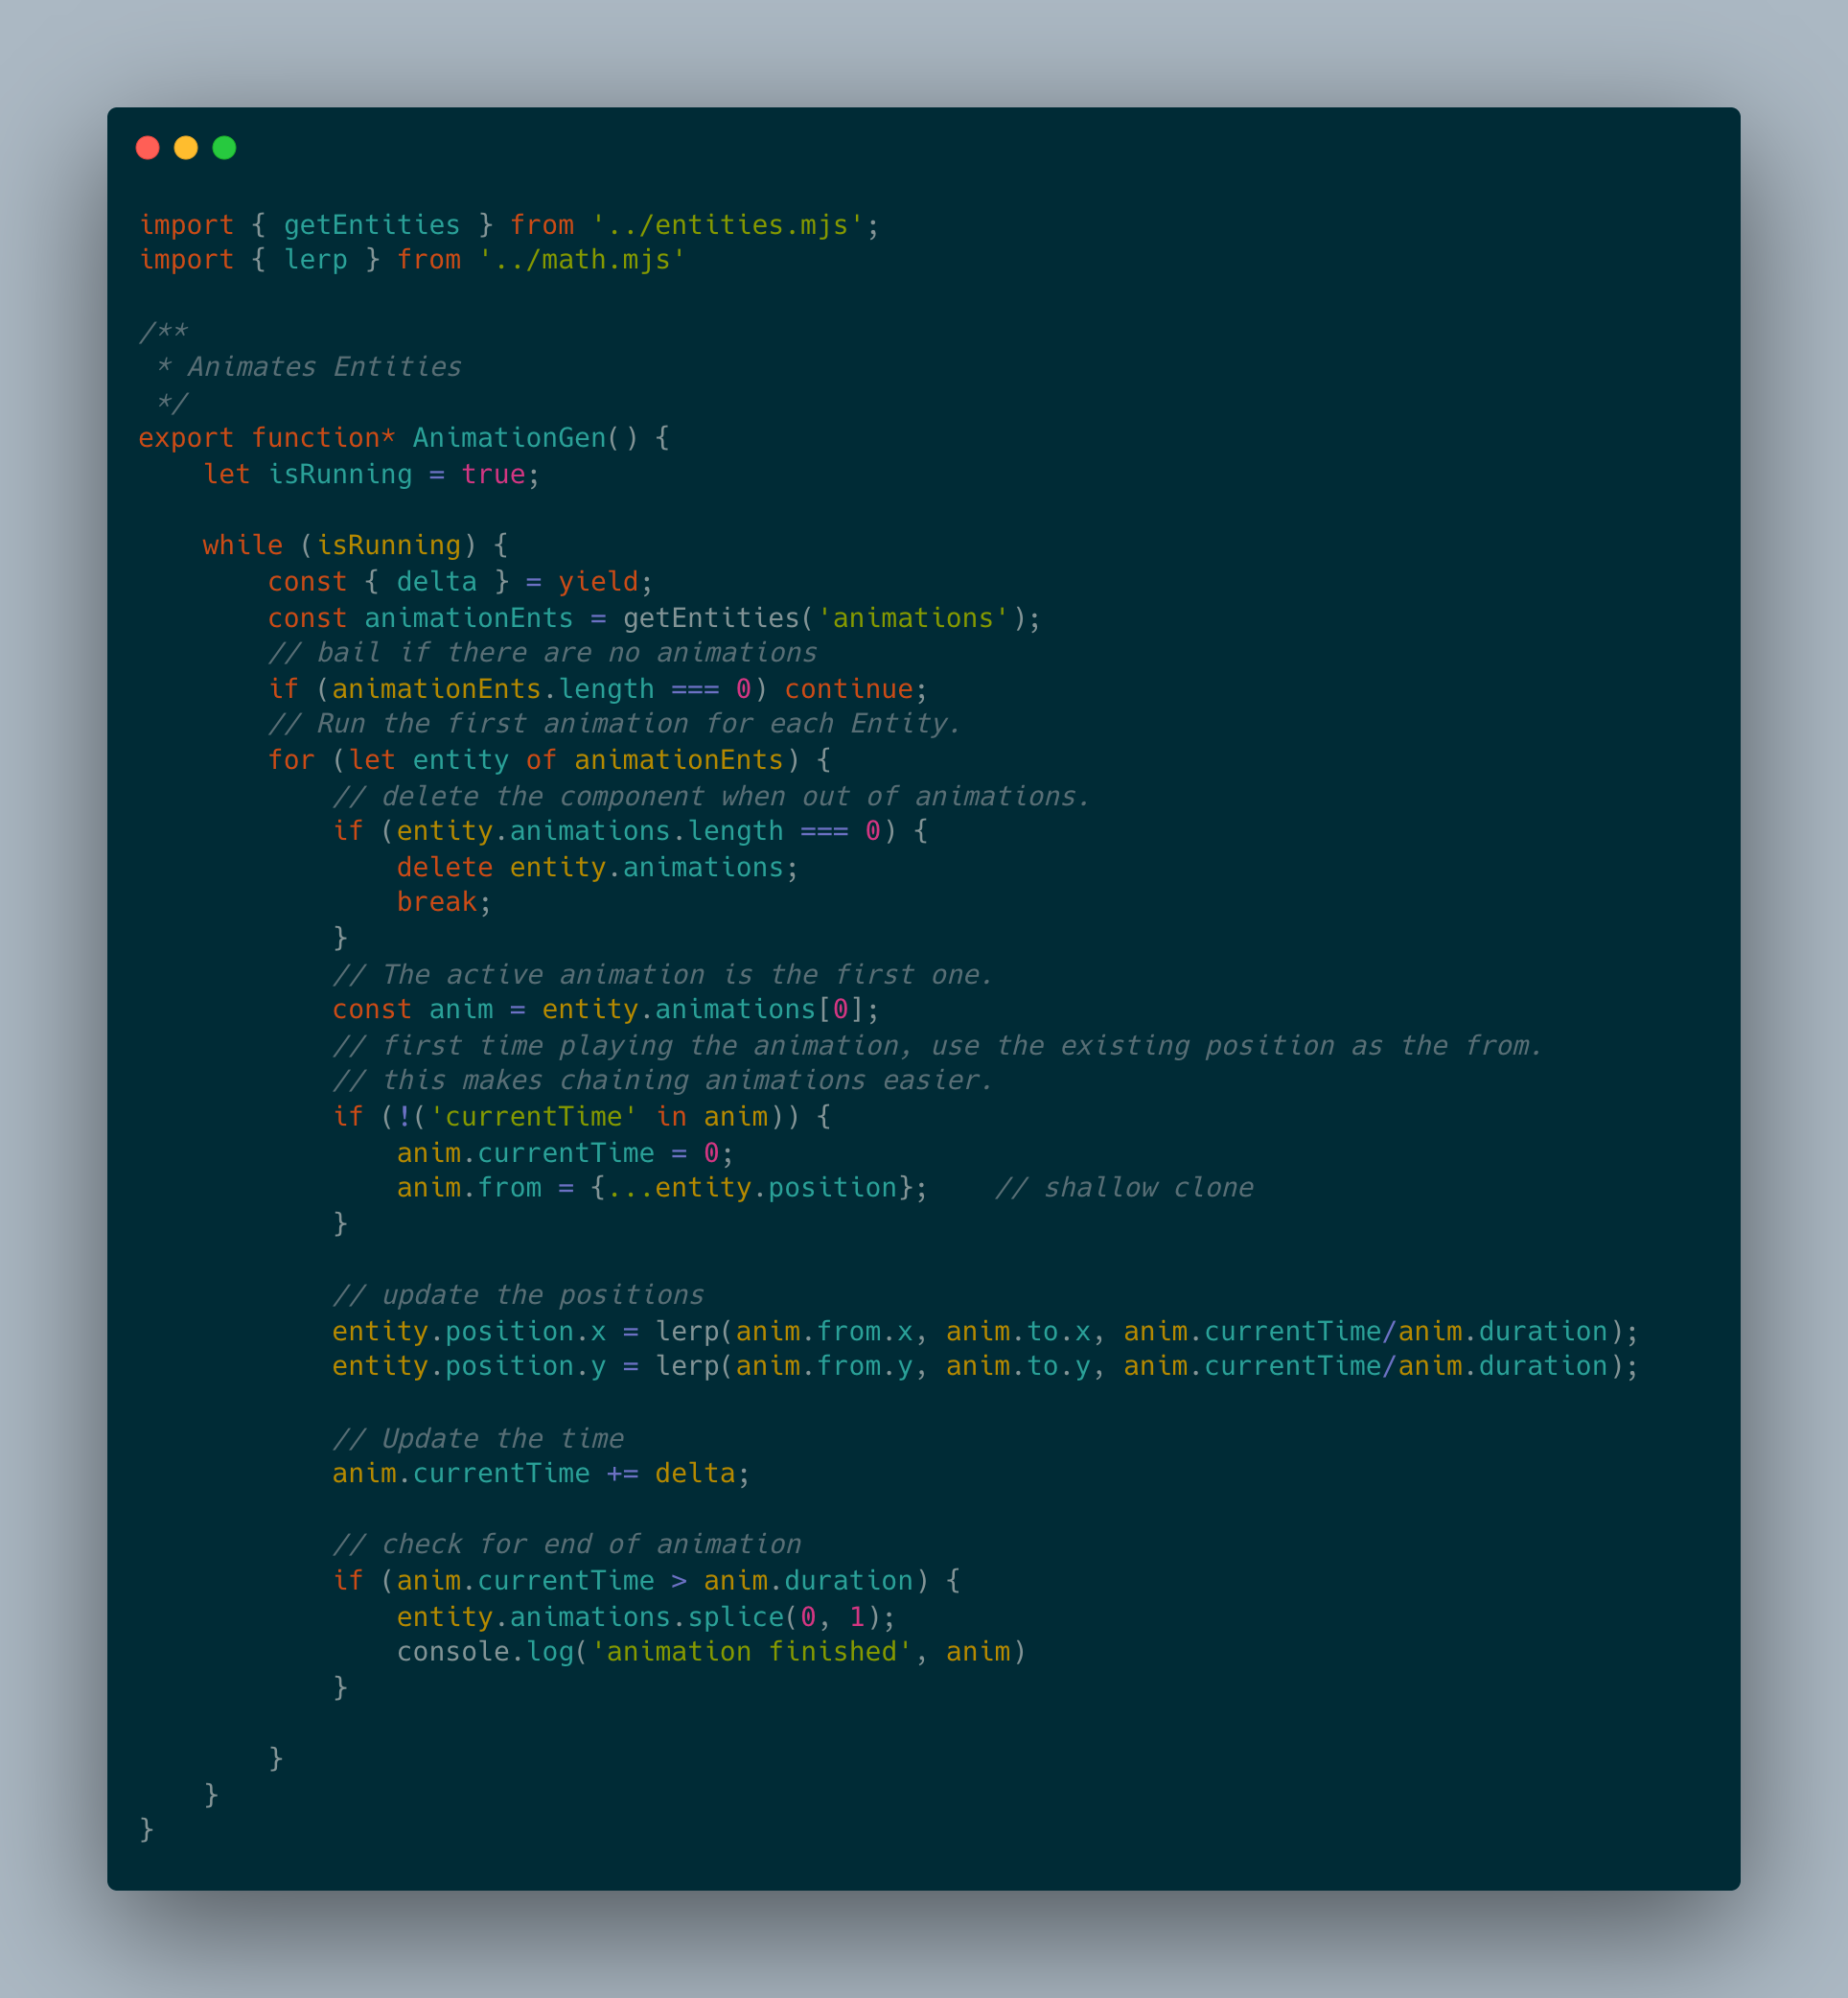 import { getEntities } from '../entities.mjs';
import { lerp } from '../math.mjs'

/**
 * Animates Entities
 */
export function* AnimationGen() {
    let isRunning = true;

    while (isRunning) {
        const { delta } = yield;
        const animationEnts = getEntities('animations');
        // bail if there are no animations
        if (animationEnts.length === 0) continue;
        // Run the first animation for each Entity.
        for (let entity of animationEnts) {
            // delete the component when out of animations.
            if (entity.animations.length === 0) {
                delete entity.animations;
                break;
            }
            // The active animation is the first one.
            const anim = entity.animations[0];
            // first time playing the animation, use the existing position as the from.
            // this makes chaining animations easier.
            if (!('currentTime' in anim)) {
                anim.currentTime = 0;
                anim.from = {...entity.position};    // shallow clone
            }

            // update the positions
            entity.position.x = lerp(anim.from.x, anim.to.x, anim.currentTime/anim.duration);
            entity.position.y = lerp(anim.from.y, anim.to.y, anim.currentTime/anim.duration);

            // Update the time
            anim.currentTime += delta;

            // check for end of animation
            if (anim.currentTime > anim.duration) {
                entity.animations.splice(0, 1);
                console.log('animation finished', anim)
            }

        }
    }
}